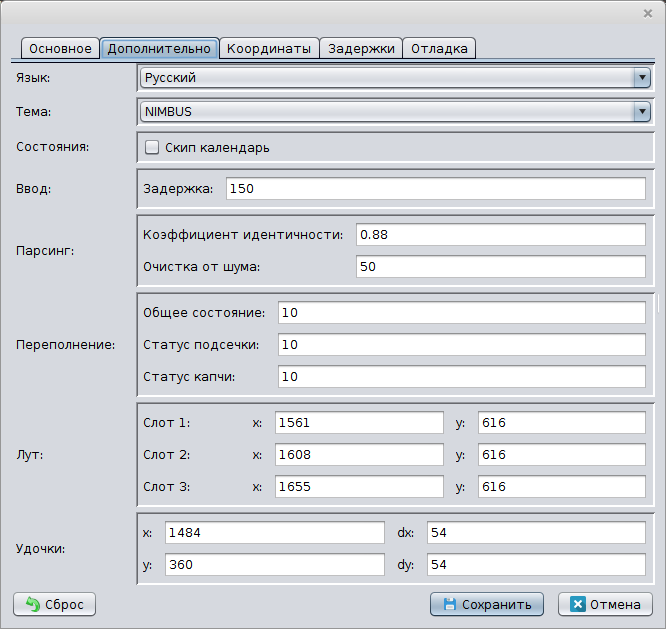 Основное Дополнительно Координаты Задержки Отладка
Язык: Русский
Тема: NIMBUS
Состояния: Скип календарь
Ввод: Задержка: 150
Парсинг:
Коэффициент идентичности: 0.88
Очистка от шума: 50
Переполнение:
Общее состояние: 10
Статус подсечки: 10
Статус капчи: 10
Лут:
Слот 1: x: 1561 y: 616
Слот 2: x: 1608 y: 616
Слот 3: x: 1655 y: 616
Удочки:
x: 1484 dx: 54
y: 360 dy: 54
Сброс Сохранить Отмена